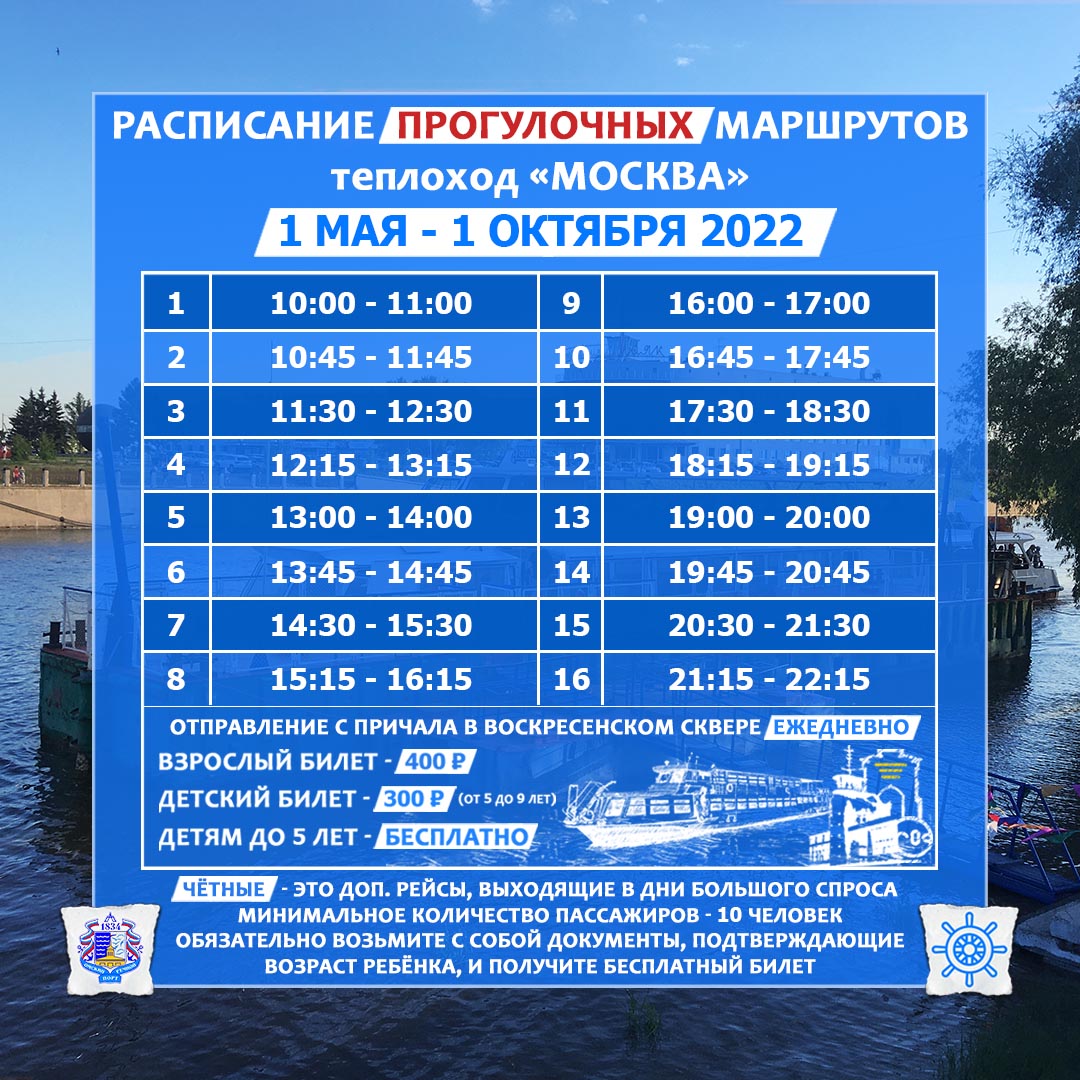 РАСПИСАНИЕ ПРОГУЛОЧНЫХ МАРШРУТОВ
теплоход «МОСКВА»
1 МАЯ - 1 ОКТЯБРЯ 2022
1 10:00 - 11:00 9 16:00 - 17:00
2 10:45 - 11:45 10 16:45 - 17:45
3 11:30 - 12:30 11 17:30 - 18:30
4 12:15 - 13:15 12 18:15 - 19:15
5 13:00 - 14:00 13 19:00 - 20:00
6 13:45 - 14:45 14 19:45 - 20:45
7 14:30 - 15:30 15 20:30 - 21:30
8 15:15 - 16:15 16 21:15 - 22:15
ОТПРАВЛЕНИЕ С ПРИЧАЛА В ВОСКРЕСЕНСКОМ СКВЕРЕ ЕЖЕДНЕВНО
ВЗРОСЛЫЙ БИЛЕТ - 400 ₽
ДЕТСКИЙ БИЛЕТ - 300 ₽ (ОТ 5 ДО 9 ЛЕТ)
ДЕТЯМ ДО 5 ЛЕТ - БЕСПЛАТНО
ЧЁТНЫЕ - ЭТО ДОП. РЕЙСЫ, ВЫХОДЯЩИЕ В ДНИ БОЛЬШОГО СПРОСА
МИНИМАЛЬНОЕ КОЛИЧЕСТВО ПАССАЖИРОВ - 10 ЧЕЛОВЕК
ОБЯЗАТЕЛЬНО ВОЗЬМИТЕ С СОБОЙ ДОКУМЕНТЫ, ПОДТВЕРЖДАЮЩИЕ
ВОЗРАСТ РЕБЁНКА, И ПОЛУЧИТЕ БЕСПЛАТНЫЙ БИЛЕТ
1834
ПОРТ